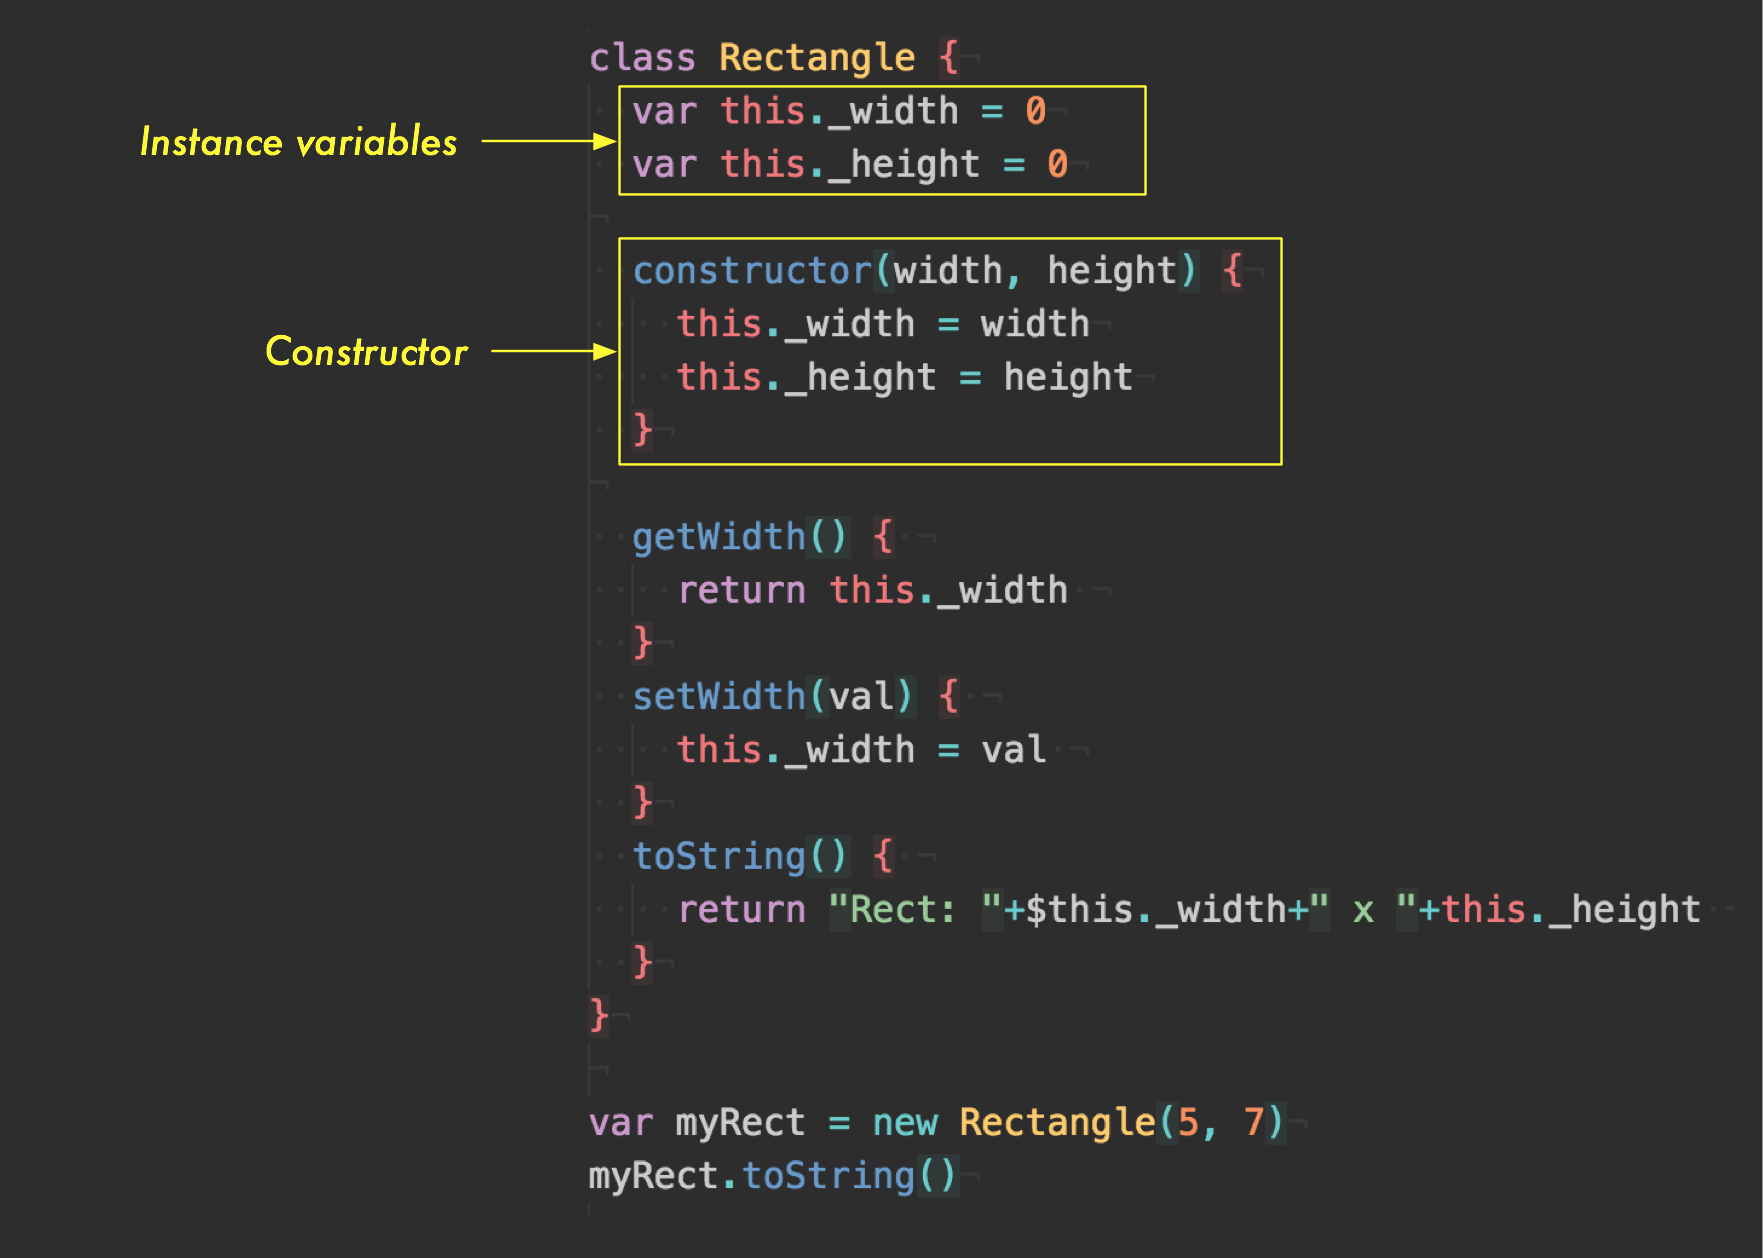 class Rectangle {
Instance variables
var this._width = 0
var this._height = 0
Constructor
constructor(width, height) {
this._width = width
this._height = height
}
getWidth() {
return this._width
}
setWidth(val) {
this._width = val
}
toString() {
return "Rect: "+$this._width+" x "+this._height
}
}
var myRect = new Rectangle(5, 7)
myRect.toString()